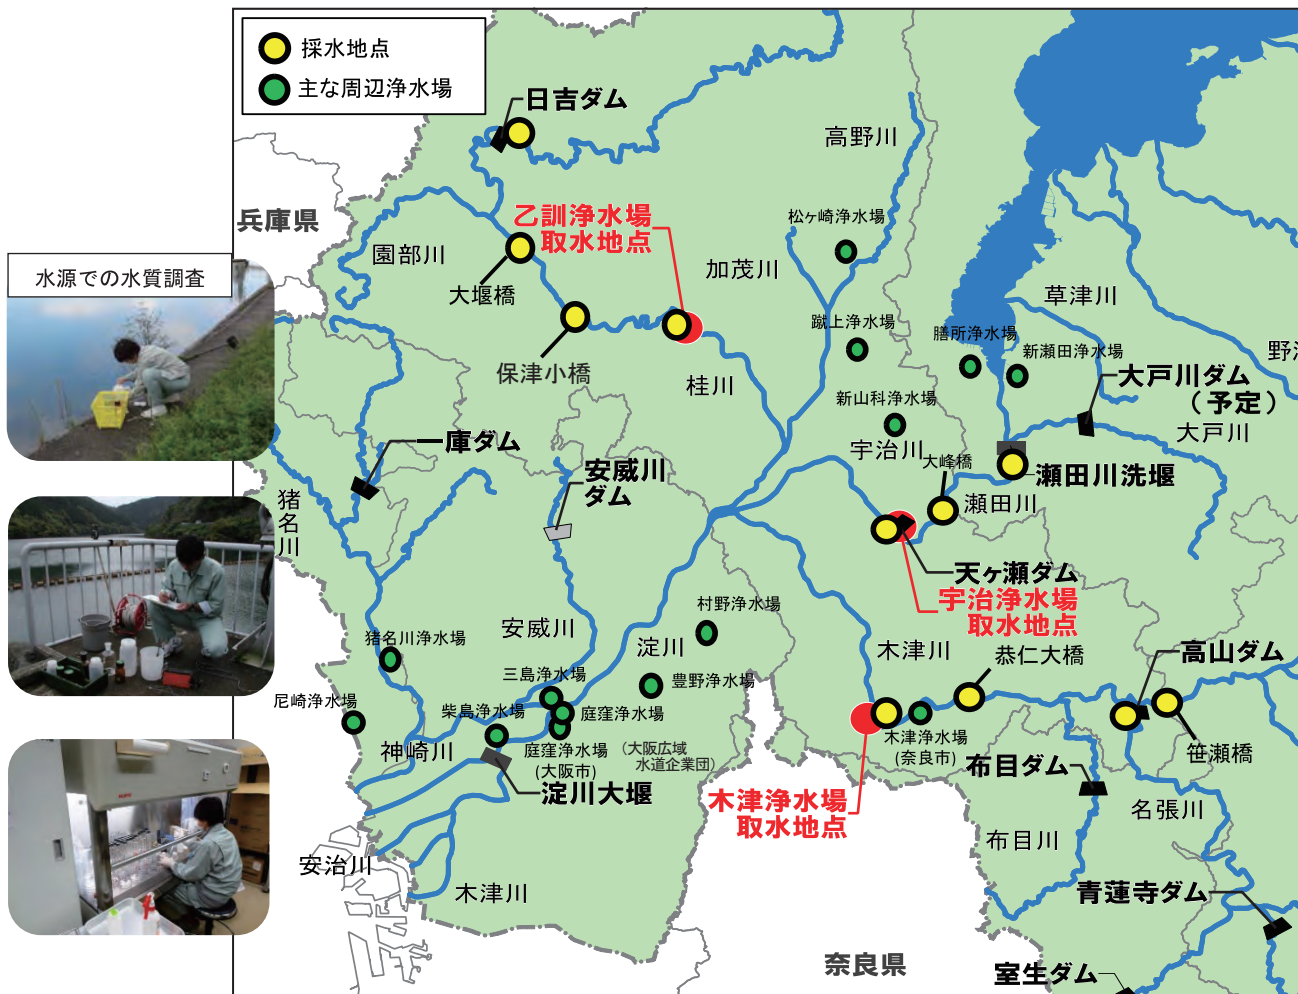 採水地点
主な周辺浄水場
日吉ダム
高野川
兵庫県
乙訓浄水場
取水地点
松ヶ崎浄水場
園部川
加茂川
水源での水質調査
大堰橋
草津川
蹴上浄水場
膳所浄水場
新瀬田浄水場
野洲
保津小橋
桂川
大戸川ダム
（予定）
新山科浄水場
大戸川
一庫ダム
宇治川
大峰橋
安威川
ダム
瀬田川洗堰
猪名川
瀬田川
天ヶ瀬ダム
宇治浄水場
取水地点
村野浄水場
安威川
猪名川浄水場
淀川
木津川
恭仁大橋
高山ダム
三島浄水場
豊野浄水場
尼崎浄水場
柴島浄水場
庭窪浄水場
（大阪広域
水道企業団）
神崎川
庭窪浄水場
(大阪市)
木津浄水場
(奈良市)
笹瀬橋
布目ダム
淀川大堰
木津浄水場
取水地点
名張川
布目川
安治川
木津川
青蓮寺ダム
奈良県
室生ダム